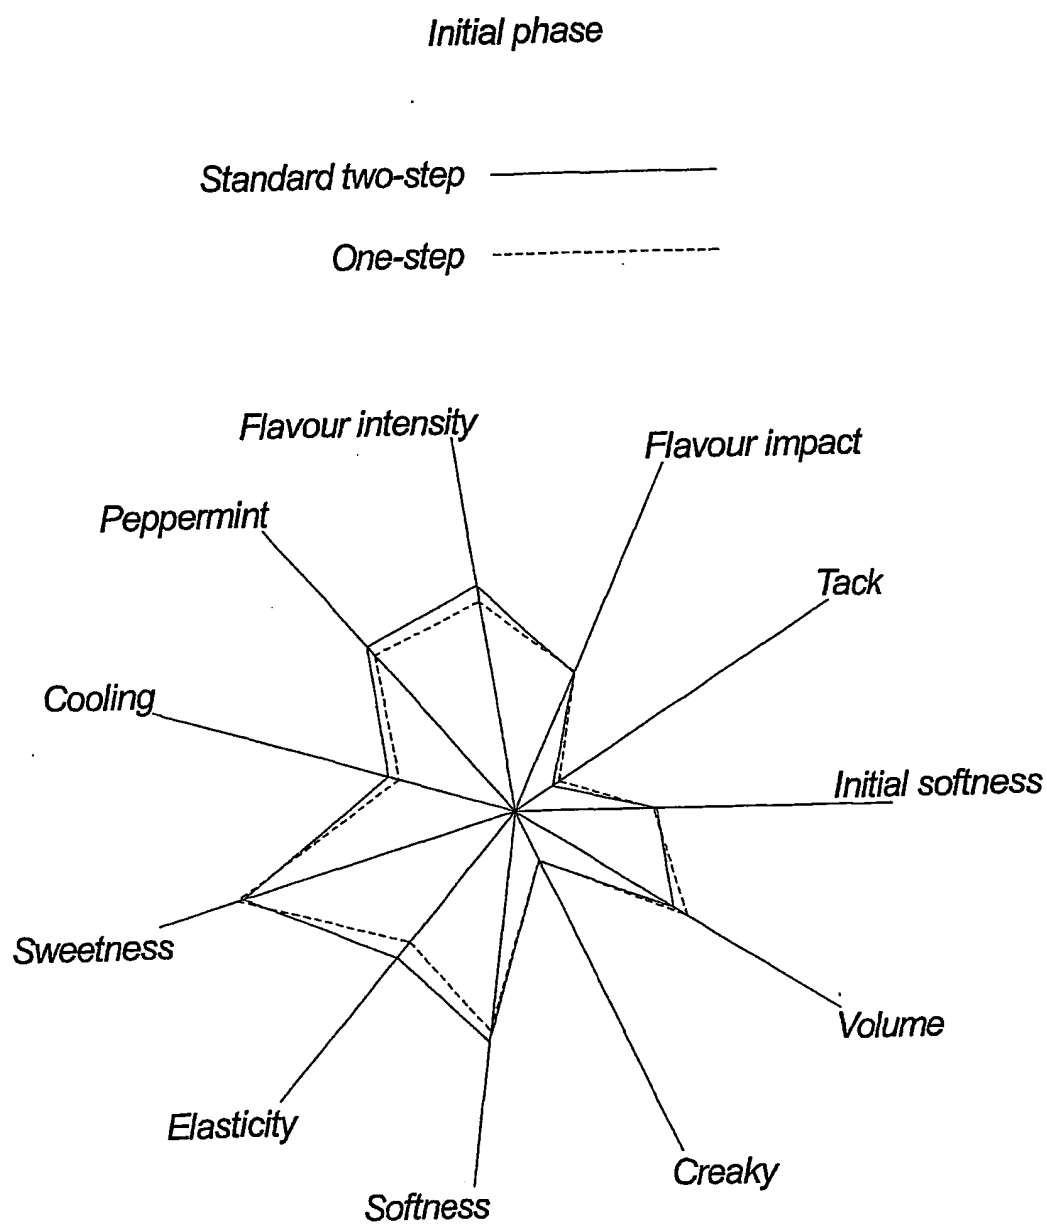 Initial phase
Standard two-step
One-step
Flavour intensity
Flavour impact
Peppermint
Tack
Cooling
Initial softness
Sweetness
Volume
Elasticity
Creaky
Softness